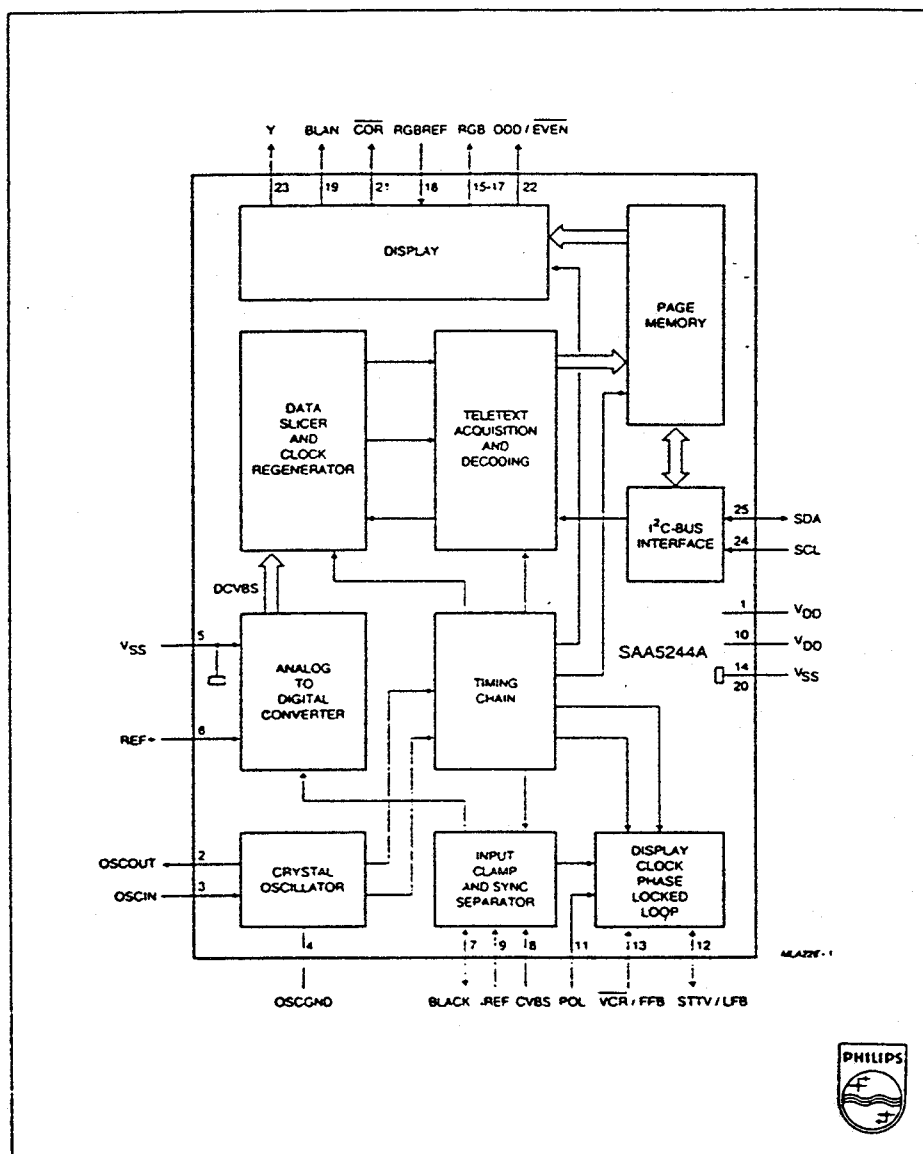 Y BLAN COR RGBREF RGB ODD / EVEN
23 19 21 18 15-17 22
DISPLAY
PAGE
MEMORY
DATA
SLICER
AND
CLOCK
REGENERATOR
TELETEXT
ACQUISITION
AND
DECODING
I²C-BUS
INTERFACE
25 SDA
24 SCL
DCVBS
1 VDD
10 VDD
14 VSS
20
SAA5244A
VSS 5
ANALOG
TO
DIGITAL
CONVERTER
REF+ 6
TIMING
CHAIN
OSCOUT 2
OSCIN 3
CRYSTAL
OSCILLATOR
INPUT
CLAMP
AND SYNC
SEPARATOR
DISPLAY
CLOCK
PHASE
LOCKED
LOOP
4 7 9 8 11 13 12
OSCGND BLACK IREF CVBS POL VCR / FFB STTV / LFB
PHILIPS